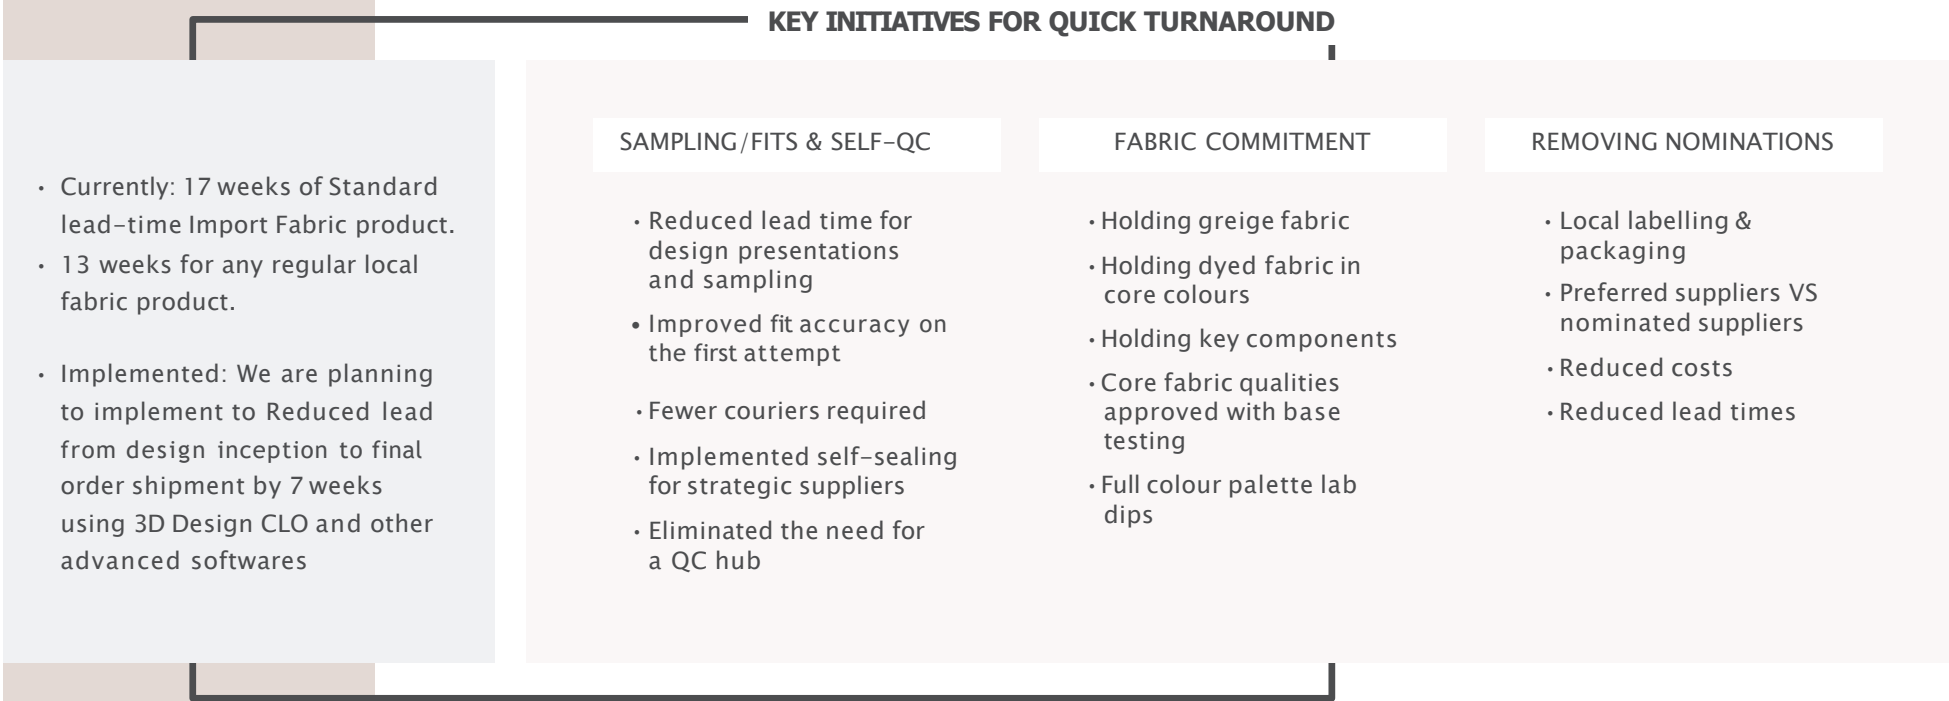 KEY INITIATIVES FOR QUICK TURNAROUND
• Currently: 17 weeks of Standard
lead-time Import Fabric product.
• 13 weeks for any regular local
fabric product.
• Implemented: We are planning
to implement to Reduced lead
from design inception to final
order shipment by 7 weeks
using 3D Design CLO and other
advanced softwares
SAMPLING/FITS & SELF-QC
• Reduced lead time for
design presentations
and sampling
• Improved fit accuracy on
the first attempt
• Fewer couriers required
• Implemented self-sealing
for strategic suppliers
• Eliminated the need for
a QC hub
FABRIC COMMITMENT
• Holding greige fabric
• Holding dyed fabric in
core colours
• Holding key components
• Core fabric qualities
approved with base
testing
• Full colour palette lab
dips
REMOVING NOMINATIONS
• Local labelling &
packaging
• Preferred suppliers VS
nominated suppliers
• Reduced costs
• Reduced lead times